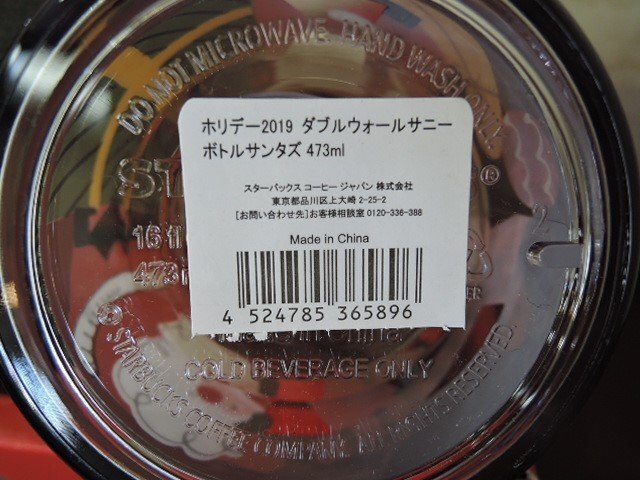 DO NOT MICROWAVE. HAND WASH ONLY
ホリデー2019 ダブルウォールサニー
ボトルサンタズ 473ml
スターバックス コーヒー ジャパン 株式会社
東京都品川区上大崎 2-25-2
[お問い合わせ先]お客様相談室 0120-336-388
Made in China
4 524785 365896
ST
®
16
473
COLD BEVERAGE ONLY
STARBUCKS COFFEE COMPANY. ALL RIGHTS RESERVED.